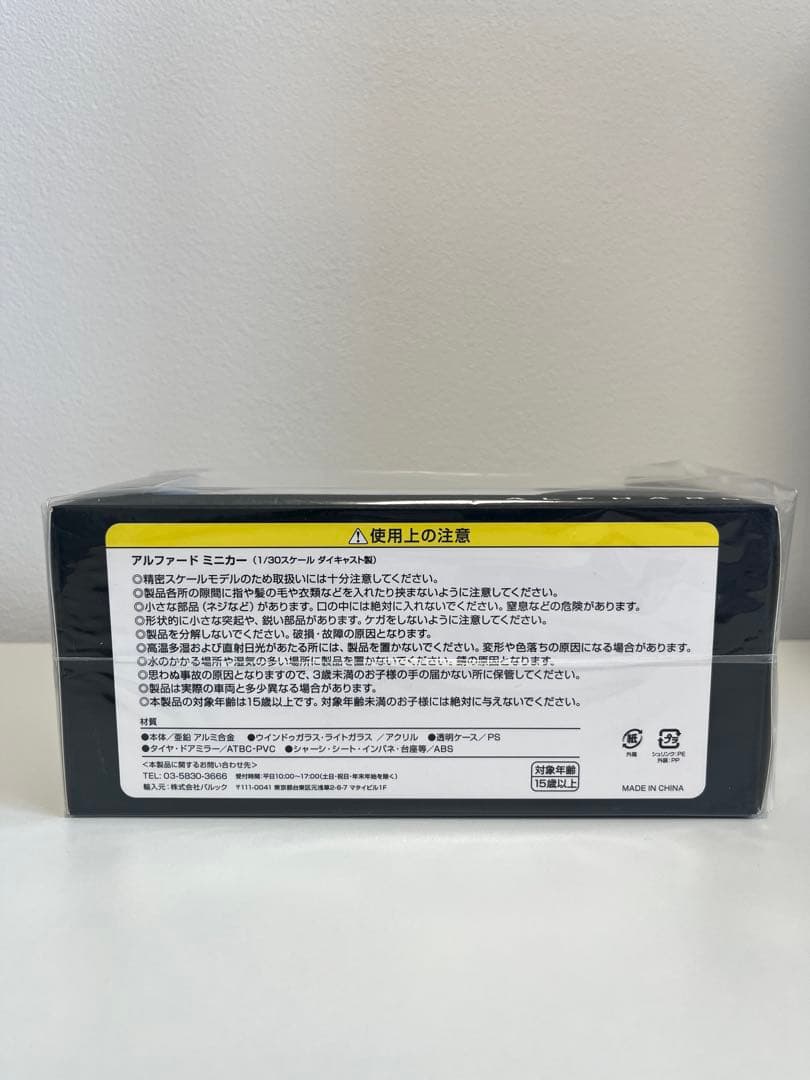 ALPHARD
⚠使用上の注意
アルファード ミニカー（1/30スケール ダイキャスト製）
◎精密スケールモデルのため取扱いには十分注意してください。
◎製品各所の隙間に指や髪の毛や衣類などを入れたり挟まないように注意してください。
◎小さな部品（ネジなど）があります。口の中には絶対に入れないでください。窒息などの危険があります。
◎形状的に小さな突起や、鋭い部品があります。ケガをしないように注意してください。
◎製品を分解しないでください。破損・故障の原因となります。
◎高温多湿および直射日光があたる所には、製品を置かないでください。変形や色落ちの原因になる場合があります。
◎水のかかる場所や湿気の多い場所に製品を置かないでください。錆の原因となります。
◎思わぬ事故の原因となりますので、3歳未満のお子様の手の届かない所に保管してください。
◎製品は実際の車両と多少異なる場合があります。
◎本製品の対象年齢は15歳以上です。対象年齢未満のお子様には絶対に与えないでください。
材質
●本体／亜鉛 アルミ合金 ●ウインドゥガラス・ライトガラス ／アクリル ●透明ケース／PS
●タイヤ・ドアミラー／ATBC-PVC ●シャーシ・シート・インパネ・台座等／ABS
＜本製品に関するお問い合わせ先＞
TEL: 03-5830-3666 受付時間:平日10:00〜17:00（土日・祝日・年末年始を除く）
輸入元：株式会社バルック 〒111-0041 東京都台東区元浅草2-6-7 マタイビル1F
対象年齢
15歳以上
紙
外箱
プラ
シュリンク：PE
外装：PP
MADE IN CHINA